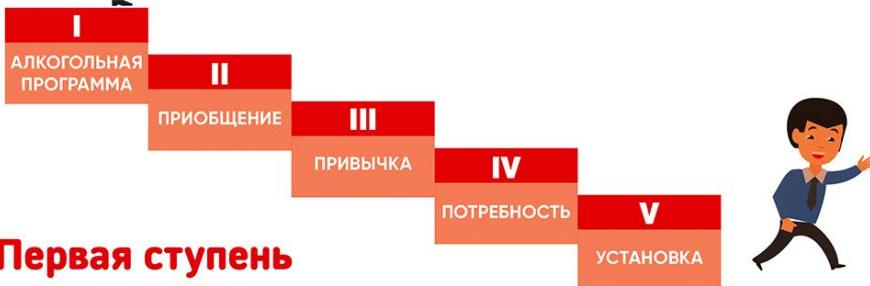 I
АЛКОГОЛЬНАЯ
ПРОГРАММА
II
ПРИОБЩЕНИЕ
III
ПРИВЫЧКА
IV
ПОТРЕБНОСТЬ
V
УСТАНОВКА
Первая ступень